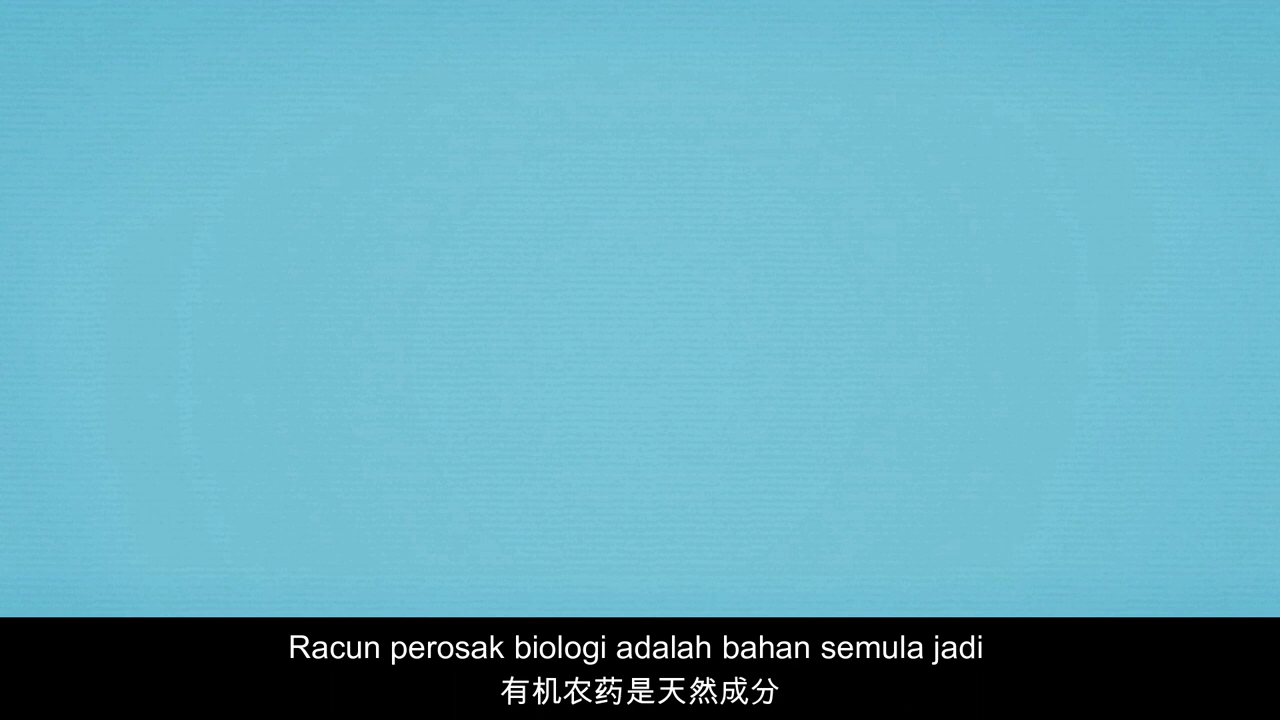 Racun perosak biologi adalah bahan semula jadi
有机农药是天然成分